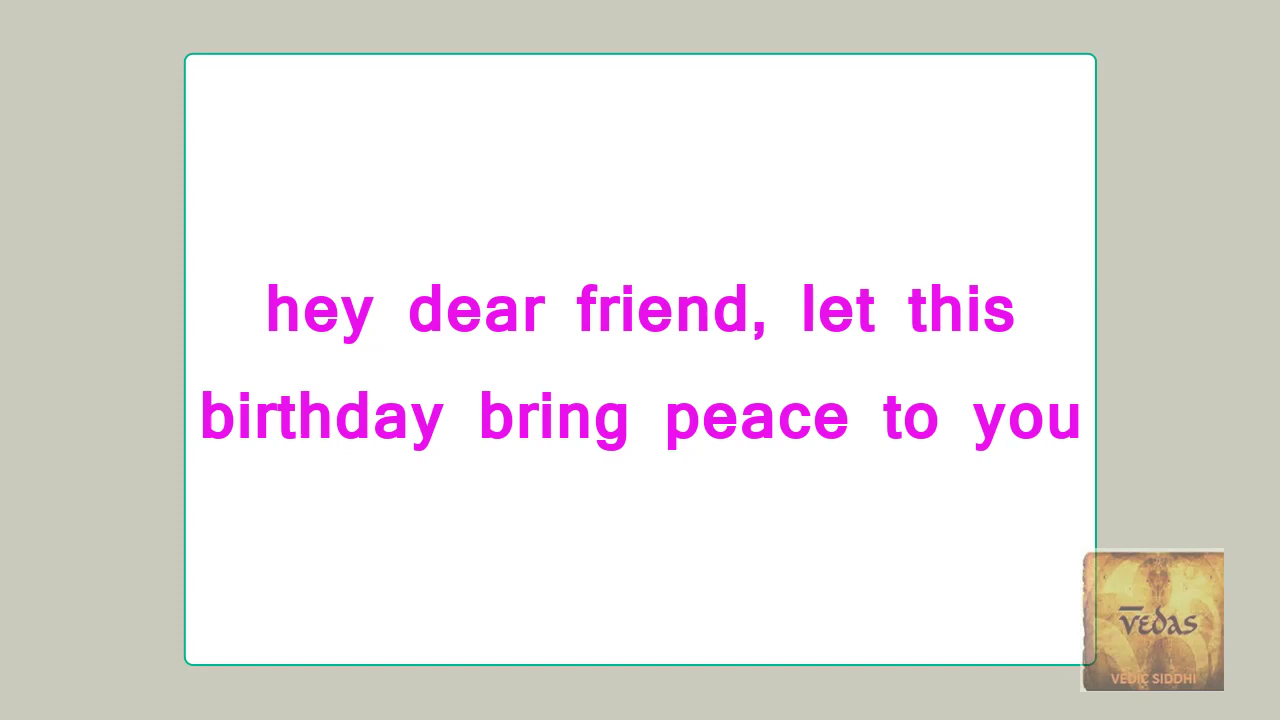 hey dear friend, let this
birthday bring peace to you
vedas
VEDIC SIDDHI